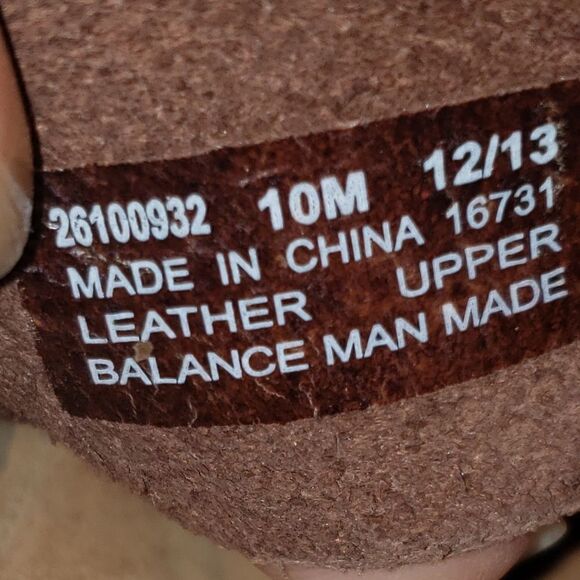 26100932 10M 12/13
MADE IN CHINA 16731
LEATHER UPPER
BALANCE MAN MADE